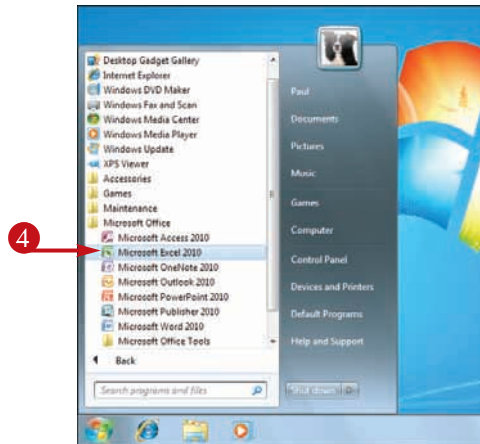 Desktop Gadget Gallery
Internet Explorer
Windows DVD Maker
Windows Fax and Scan
Windows Media Center
Windows Media Player
Windows Update
XPS Viewer
Accessories
Games
Maintenance
Microsoft Office
4
Microsoft Access 2010
Microsoft Excel 2010
Microsoft OneNote 2010
Microsoft Outlook 2010
Microsoft PowerPoint 2010
Microsoft Publisher 2010
Microsoft Word 2010
Microsoft Office Tools
Back
Search programs and files
Paul
Documents
Pictures
Music
Games
Computer
Control Panel
Devices and Printers
Default Programs
Help and Support
Shut down